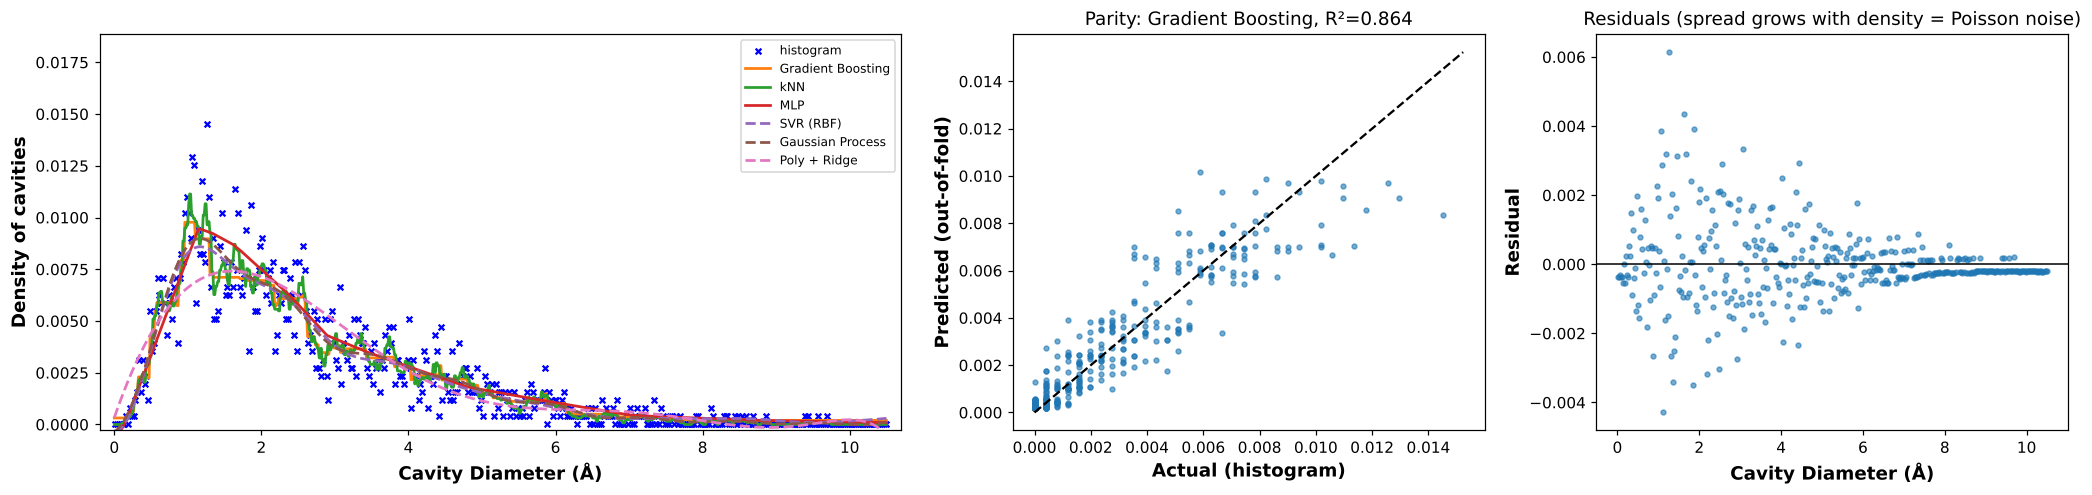 0.0175
0.0150
0.0125
0.0100
0.0075
0.0050
0.0025
0.0000
Density of cavities
0 2 4 6 8 10
Cavity Diameter (Å)
histogram
Gradient Boosting
kNN
MLP
SVR (RBF)
Gaussian Process
Poly + Ridge
Parity: Gradient Boosting, R²=0.864
0.014
0.012
0.010
0.008
0.006
0.004
0.002
0.000
Predicted (out-of-fold)
0.000 0.002 0.004 0.006 0.008 0.010 0.012 0.014
Actual (histogram)
Residuals (spread grows with density = Poisson noise)
0.006
0.004
0.002
0.000
−0.002
−0.004
Residual
0 2 4 6 8 10
Cavity Diameter (Å)